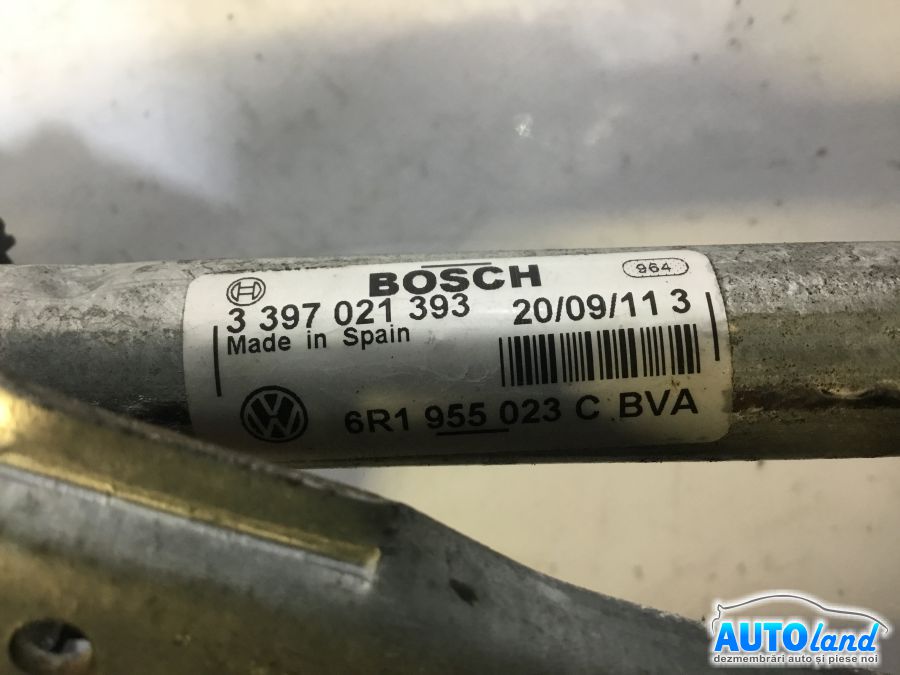 BOSCH
964
3 397 021 393
20/09/11 3
Made in Spain
6R1 955 023 C BVA
AUTOland
dezmembrări auto și piese noi